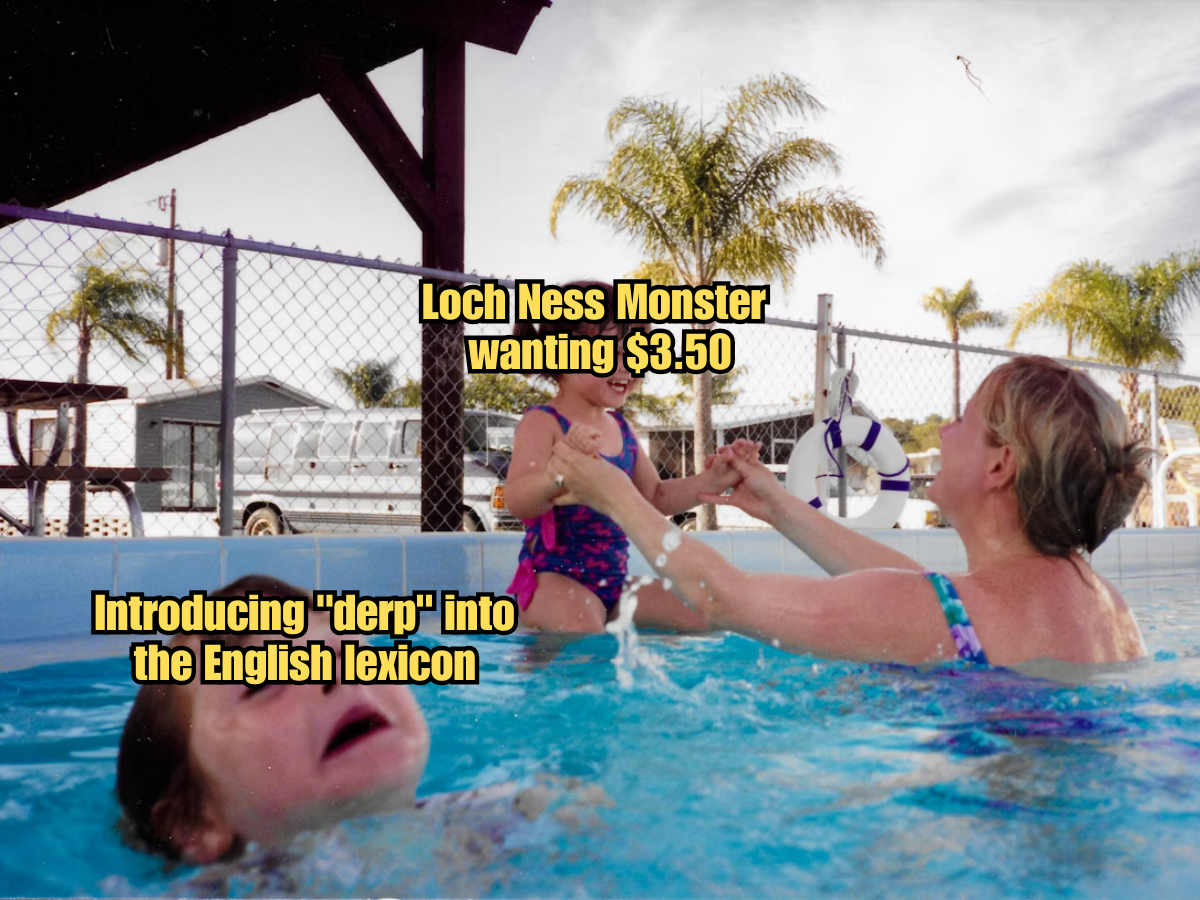 Loch Ness Monster
wanting $3.50
Introducing "derp" into
the English lexicon